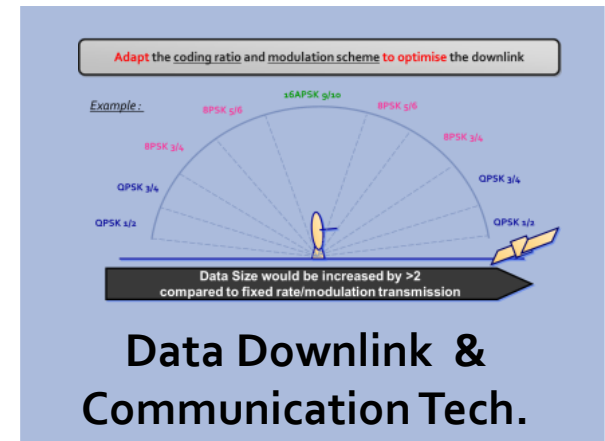 Adapt the coding ratio and modulation scheme to optimise the downlink
Example :
16APSK 9/10
8PSK 5/6
8PSK 5/6
8PSK 3/4
8PSK 3/4
QPSK 3/4
QPSK 3/4
QPSK 1/2
QPSK 1/2
Data Size would be increased by >2
compared to fixed rate/modulation transmission
Data Downlink &
Communication Tech.